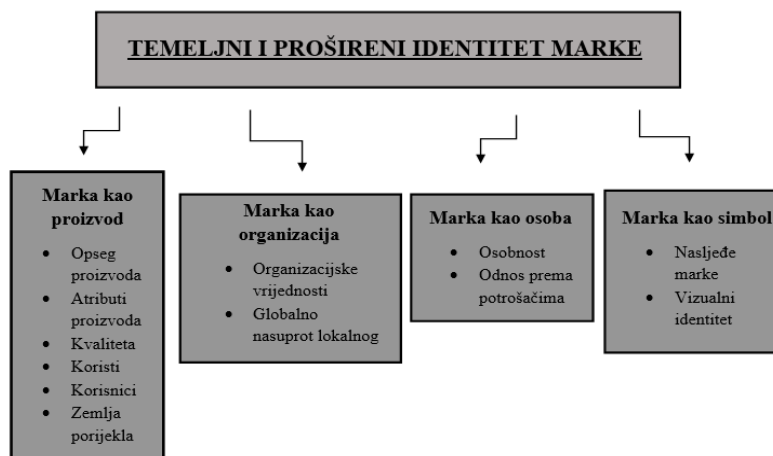 TEMELJNI I PROŠIRENI IDENTITET MARKE
Marka kao
proizvod
• Opseg
proizvoda
• Atributi
proizvoda
• Kvaliteta
• Koristi
• Korisnici
• Zemlja
porijekla
Marka kao
organizacija
• Organizacijske
vrijednosti
• Globalno
nasuprot lokalnog
Marka kao osoba
• Osobnost
• Odnos prema
potrošačima
Marka kao simbol
• Nasljeđe
marke
• Vizualni
identitet